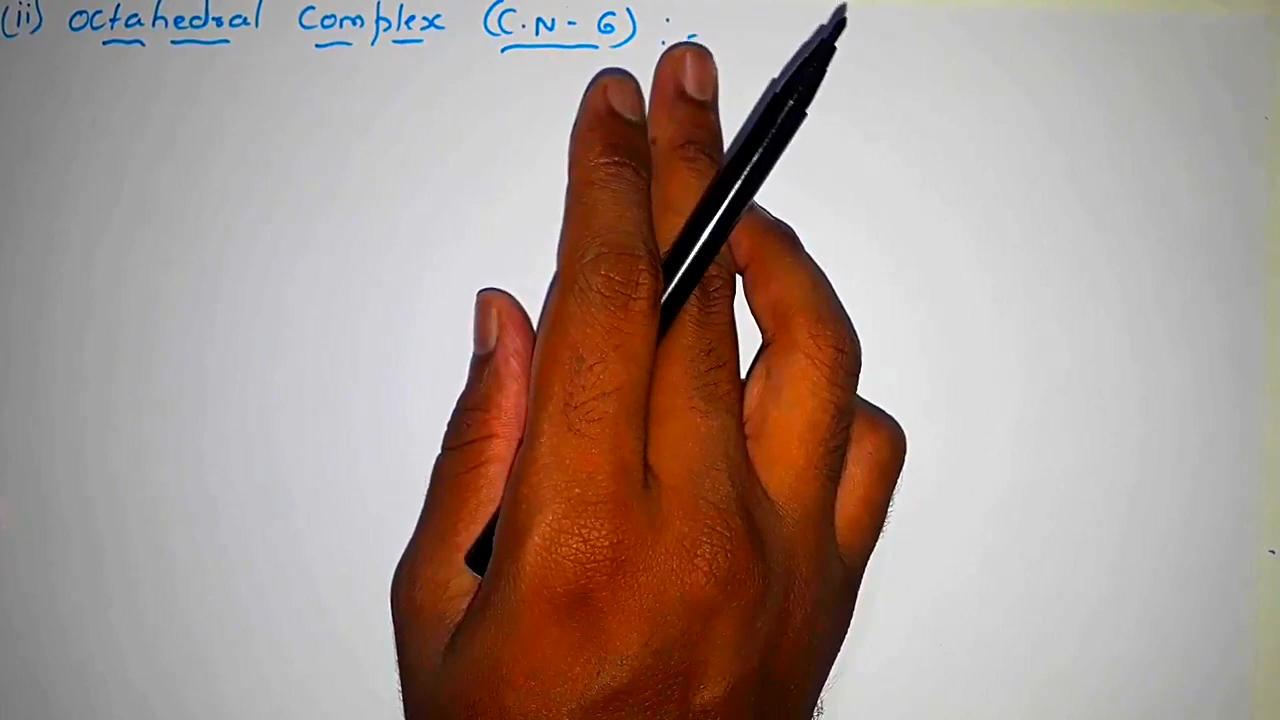 (ii) octahedral complex (C.N - 6) :-